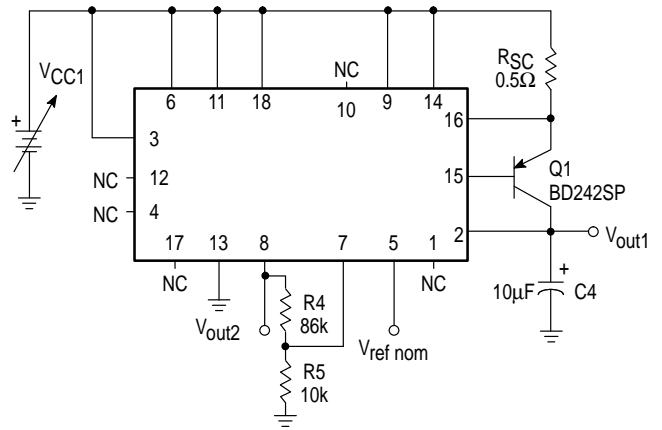 V_CC1
+
R_SC
0.5Ω
NC
6 11 18 10 9 14
16
3
NC 12
NC 4
15
Q1
BD242SP
2
V_out1
17 13 8 7 5 1
NC
NC
V_out2
R4
86k
V_ref nom
R5
10k
+
10μF
C4